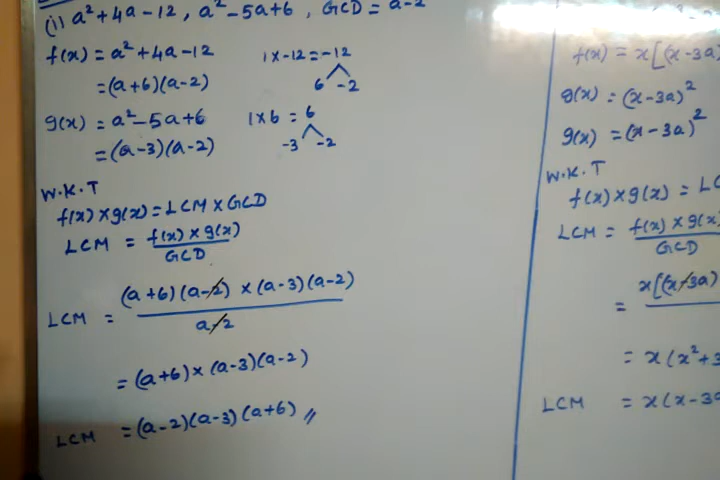 (i) a² + 4a - 12, a² - 5a + 6, GCD = a - 2
f(x) = a² + 4a - 12
1 x -12 = -12
= (a+6)(a-2)
6 -2
g(x) = a² - 5a + 6
1 x 6 = 6
= (a-3)(a-2)
-3 -2
W.K.T
f(x) x g(x) = LCM x GCD
LCM = f(x) x g(x)
GCD
LCM = (a+6)(a-2) x (a-3)(a-2)
a-2
= (a+6) x (a-3)(a-2)
LCM = (a-2)(a-3)(a+6) //
f(x) = x[(x-3a)
g(x) = (x-3a)²
g(x) = (x-3a)²
W.K.T
f(x) x g(x) = LC
LCM = f(x) x g(x)
GCD
= x[(x-3a)
= x(x²+3
LCM = x(x-3a